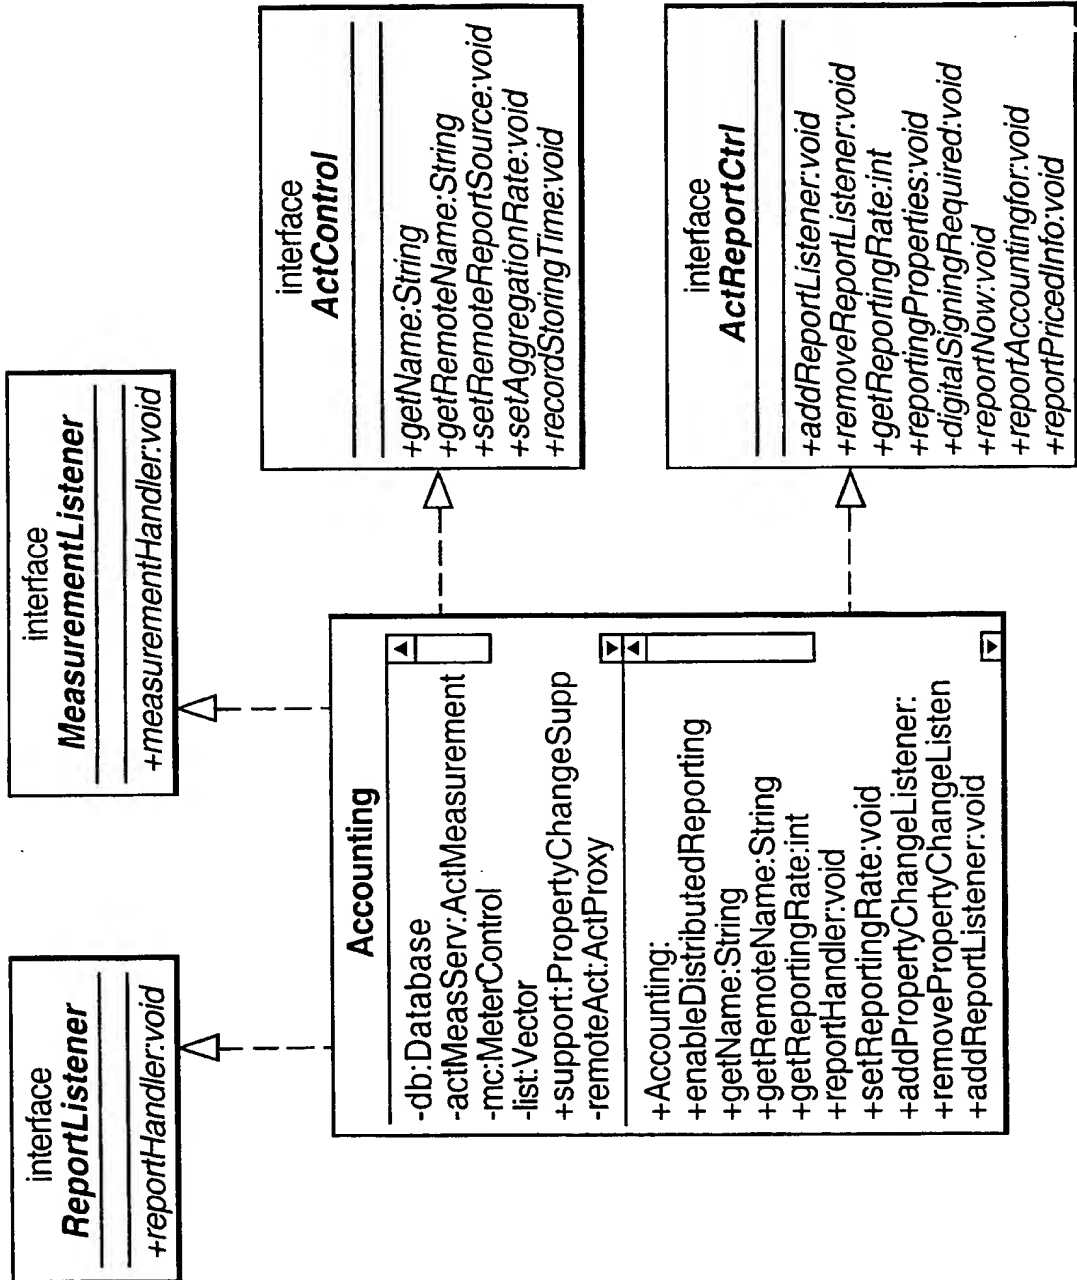 interface
ReportListener
+reportHandler:void
interface
MeasurementListener
+measurementHandler:void
Accounting
-db:Database
-actMeasServ:ActMeasurement
-mc:MeterControl
-list:Vector
+support:PropertyChangeSupp
-remoteAct:ActProxy
+Accounting:
+enableDistributedReporting
+getName:String
+getRemoteName:String
+getReportingRate:int
+reportHandler:void
+setReportingRate:void
+addPropertyChangeListener:
+removePropertyChangeListen
+addReportListener:void
interface
ActControl
+getName:String
+getRemoteName:String
+setRemoteReportSource:void
+setAggregationRate:void
+recordStoringTime:void
interface
ActReportCtrl
+addReportListener:void
+removeReportListener:void
+getReportingRate:int
+reportingProperties:void
+digitalSigningRequired:void
+reportNow:void
+reportAccountingfor:void
+reportPricedInfo:void